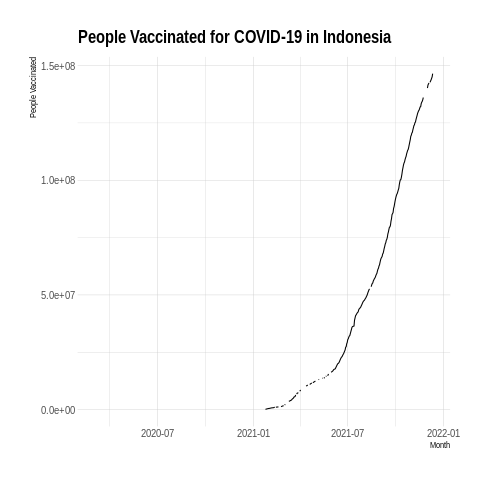 People Vaccinated for COVID-19 in Indonesia
People Vaccinated
1.5e+08
1.0e+08
5.0e+07
0.0e+00
2020-07 2021-01 2021-07 2022-01
Month